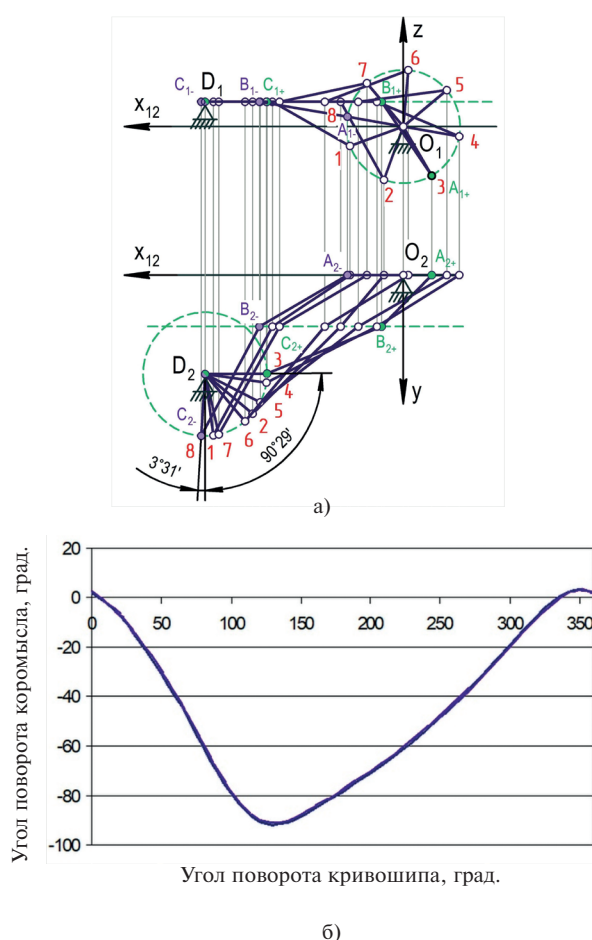 z
C₁- D₁ B₁- C₁+ 7 6 B₁+ 5
x₁₂ 8 A₁- O₁ 4
1 2 3 A₁+
x₁₂ A₂- O₂ A₂+
B₂- C₂+ B₂+
D₂ 3 y
4
C₂- 5
8 1 7 6 2
3°31' 90°29'
а)
20
0
0 50 100 150 200 250 300 350
-20
-40
-60
-80
-100
Угол поворота коромысла, град.
Угол поворота кривошипа, град.
б)